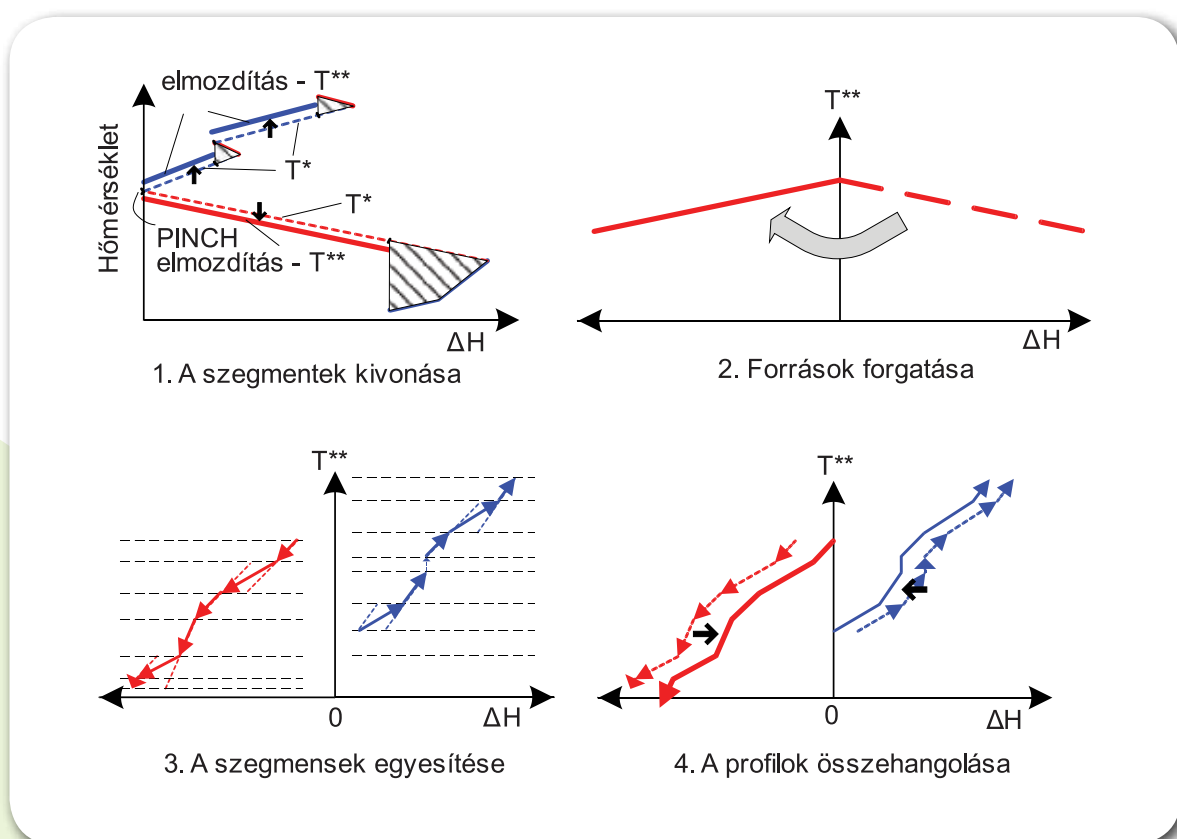 elmozdítás - T**
Hőmérséklet
T*
T*
PINCH
elmozdítás - T**
ΔH
1. A szegmentek kivonása
T**
ΔH
2. Források forgatása
T**
0
ΔH
3. A szegmensek egyesítése
T**
0
ΔH
4. A profilok összehangolása